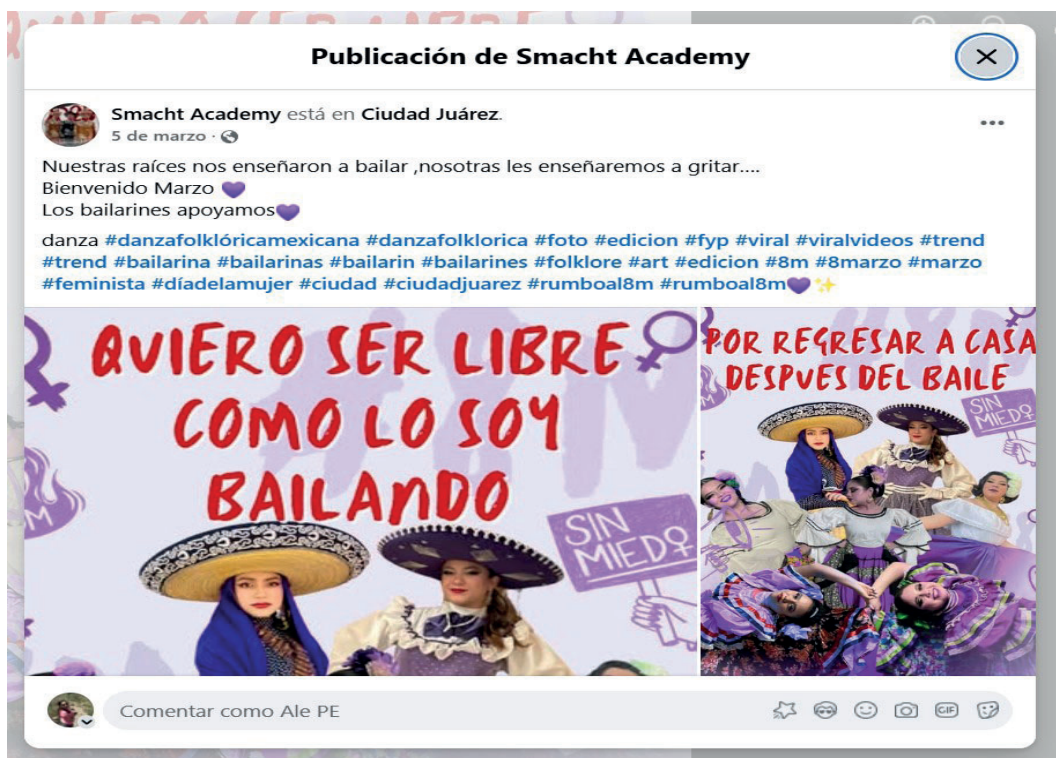 Publicación de Smacht Academy
Smacht Academy está en Ciudad Juárez.
5 de marzo ·
Nuestras raíces nos enseñaron a bailar ,nosotras les enseñaremos a gritar....
Bienvenido Marzo 💜
Los bailarines apoyamos💜
danza #danzafolklóricamexicana #danzafolklorica #foto #edicion #fyp #viral #viralvideos #trend
#trend #bailarina #bailarinas #bailarin #bailarines #folklore #art #edicion #8m #8marzo #marzo
#feminista #díadelamujer #ciudad #ciudadjuarez #rumboal8m #rumboal8m💜✨
QUIERO SER LIBRE
COMO LO SOY
BAILANDO
SIN
MIEDO
POR REGRESAR A CASA
DESPUES DEL BAILE
SIN
MIEDO
Comentar como Ale PE
GIF